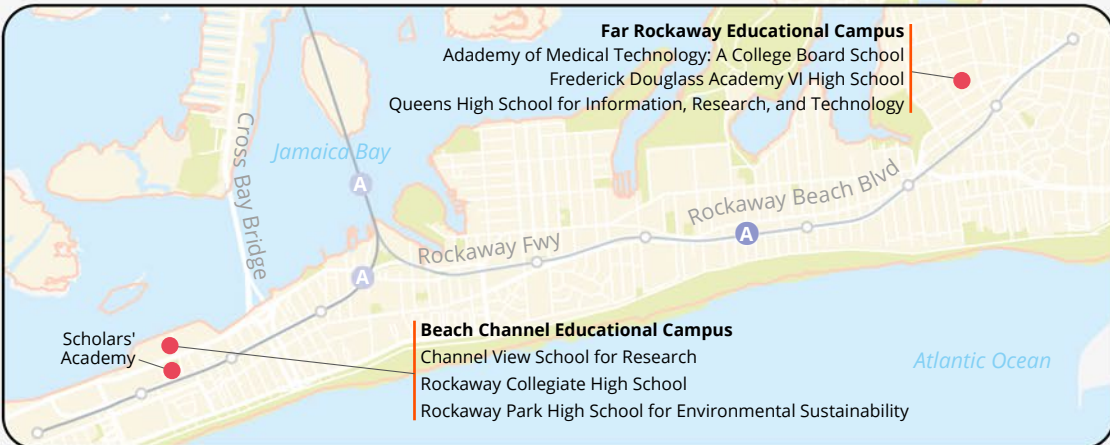 Far Rockaway Educational Campus
Adademy of Medical Technology: A College Board School
Frederick Douglass Academy VI High School
Queens High School for Information, Research, and Technology
Cross Bay Bridge
Jamaica Bay
A
Rockaway Beach Blvd
A
Rockaway Fwy
A
Scholars'
Academy
Beach Channel Educational Campus
Channel View School for Research
Rockaway Collegiate High School
Rockaway Park High School for Environmental Sustainability
Atlantic Ocean